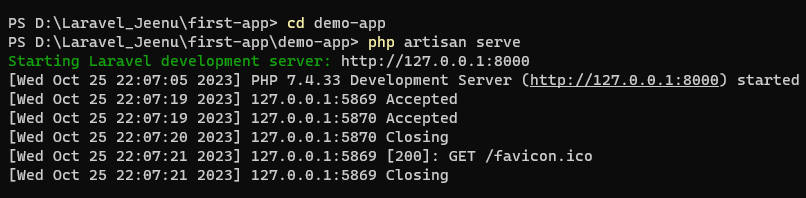 PS D:\Laravel_Jeenu\first-app> cd demo-app
PS D:\Laravel_Jeenu\first-app\demo-app> php artisan serve
Starting Laravel development server: http://127.0.0.1:8000
[Wed Oct 25 22:07:05 2023] PHP 7.4.33 Development Server (http://127.0.0.1:8000) started
[Wed Oct 25 22:07:19 2023] 127.0.0.1:5869 Accepted
[Wed Oct 25 22:07:19 2023] 127.0.0.1:5870 Accepted
[Wed Oct 25 22:07:20 2023] 127.0.0.1:5870 Closing
[Wed Oct 25 22:07:21 2023] 127.0.0.1:5869 [200]: GET /favicon.ico
[Wed Oct 25 22:07:21 2023] 127.0.0.1:5869 Closing